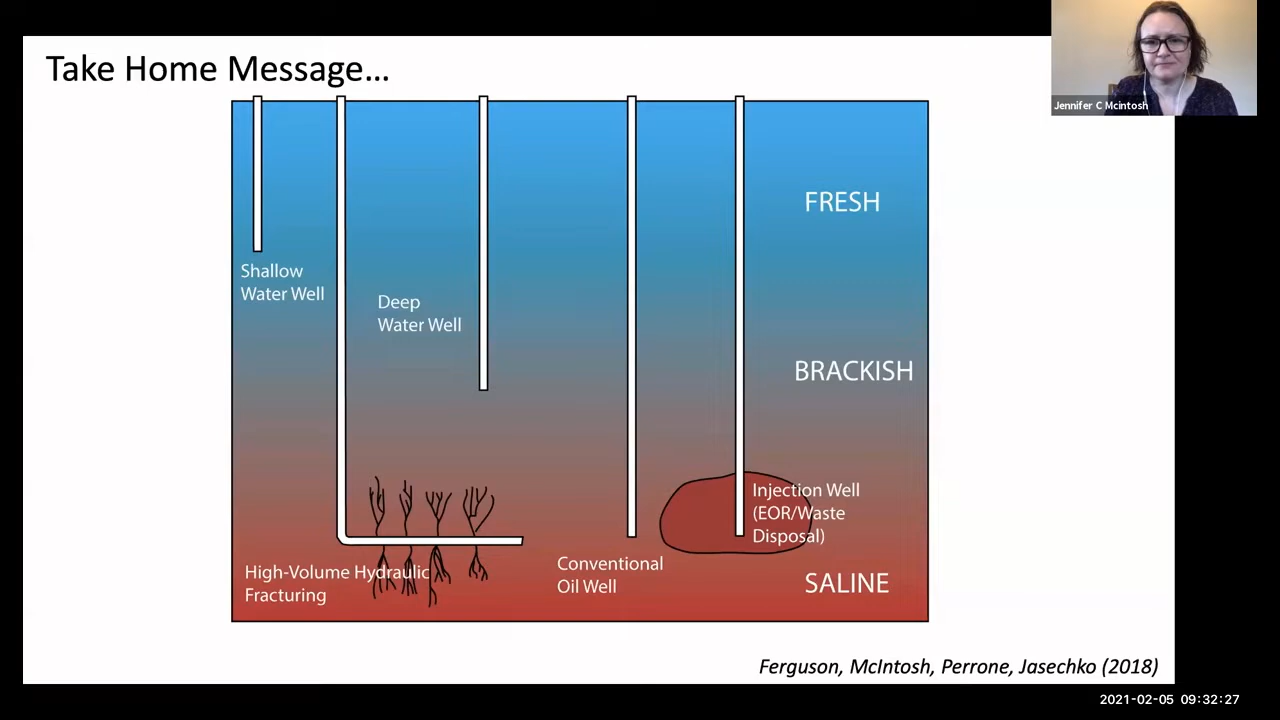 Take Home Message...
Jennifer C Mcintosh
FRESH
Shallow
Water Well
Deep
Water Well
BRACKISH
Injection Well
(EOR/Waste
Disposal)
High-Volume Hydraulic
Fracturing
Conventional
Oil Well
SALINE
Ferguson, McIntosh, Perrone, Jasechko (2018)
2021-02-05 09:32:27